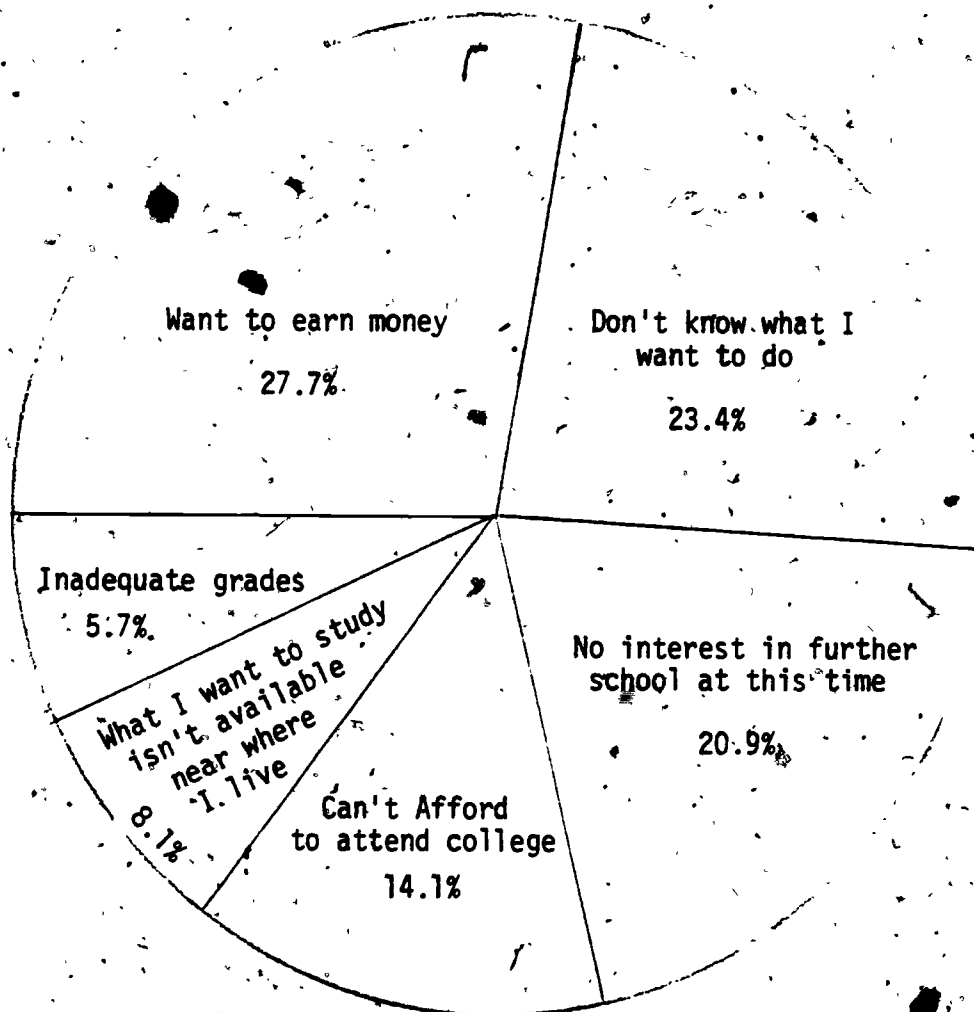 Want to earn money
27.7%
Don't know what I
want to do
23.4%
Inadequate grades
5.7%
What I want to study
isn't available
near where
I live
8.1%
Can't Afford
to attend college
14.1%
No interest in further
school at this time
20.9%